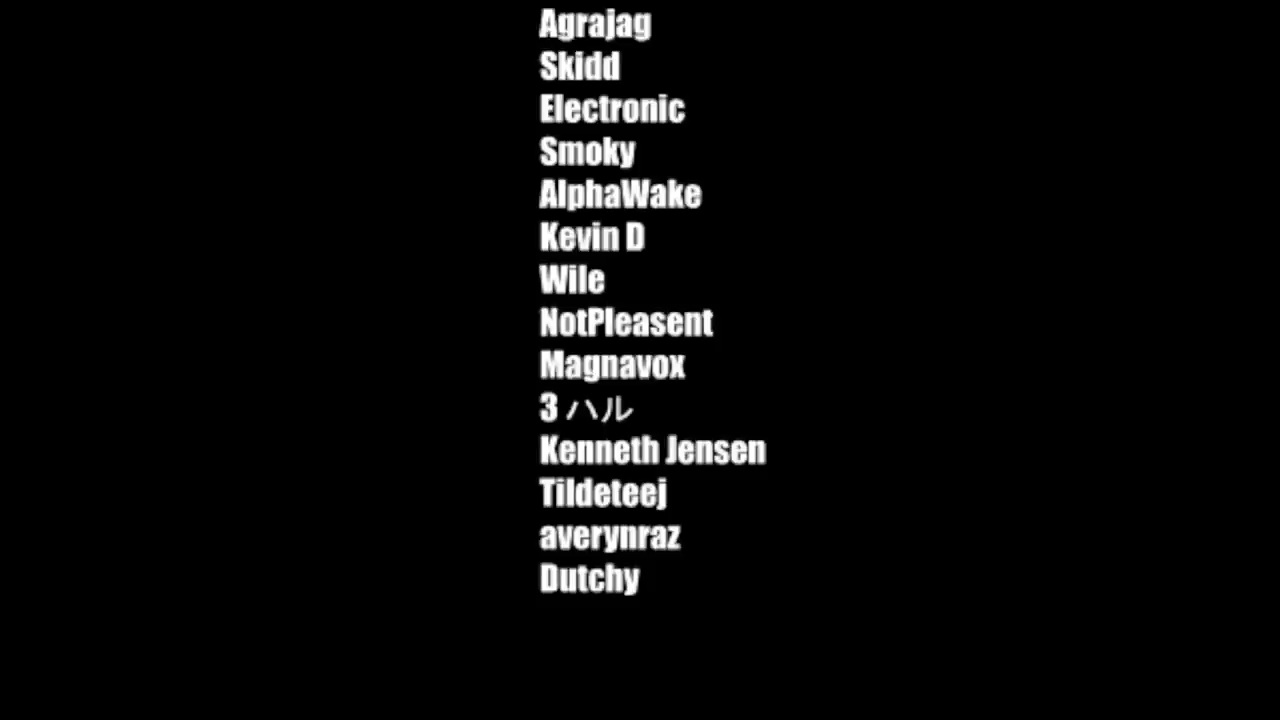 Agrajag
Skidd
Electronic
Smoky
AlphaWake
Kevin D
Wile
NotPleasent
Magnavox
3 ハル
Kenneth Jensen
Tildeteej
averynraz
Dutchy